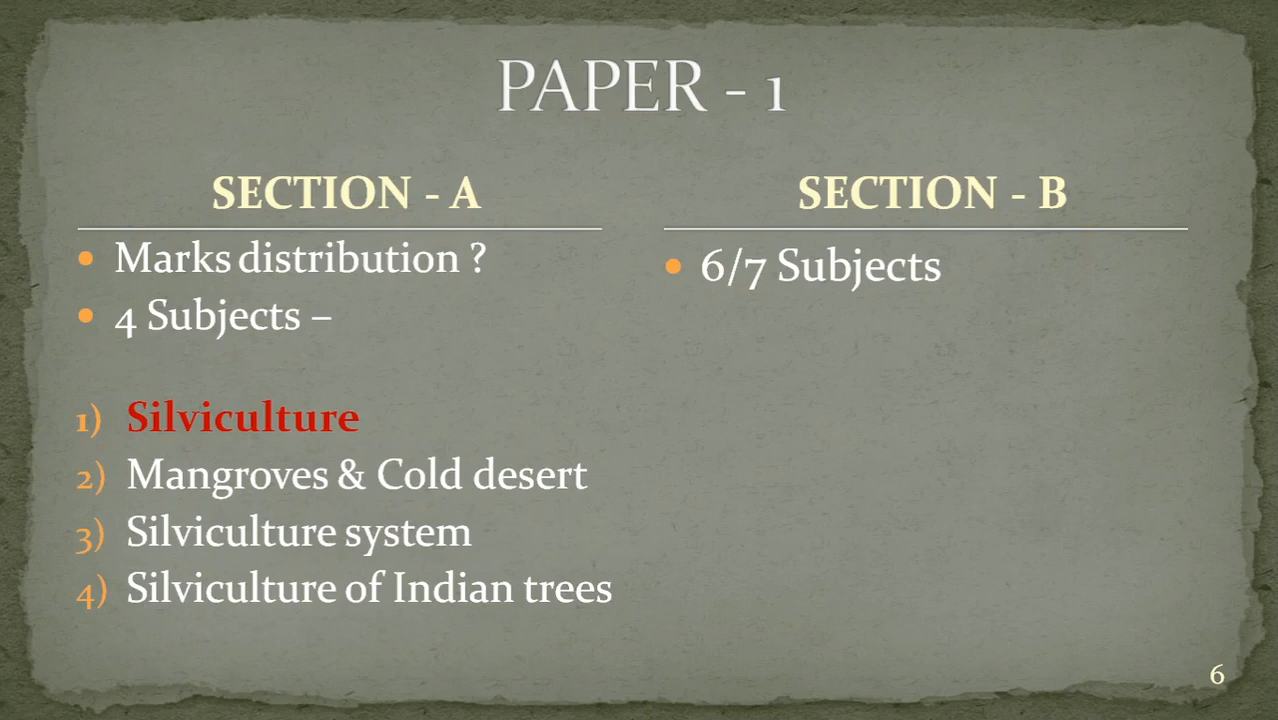 PAPER - 1
SECTION - A
• Marks distribution ?
• 4 Subjects –
1) Silviculture
2) Mangroves & Cold desert
3) Silviculture system
4) Silviculture of Indian trees
SECTION - B
• 6/7 Subjects
6